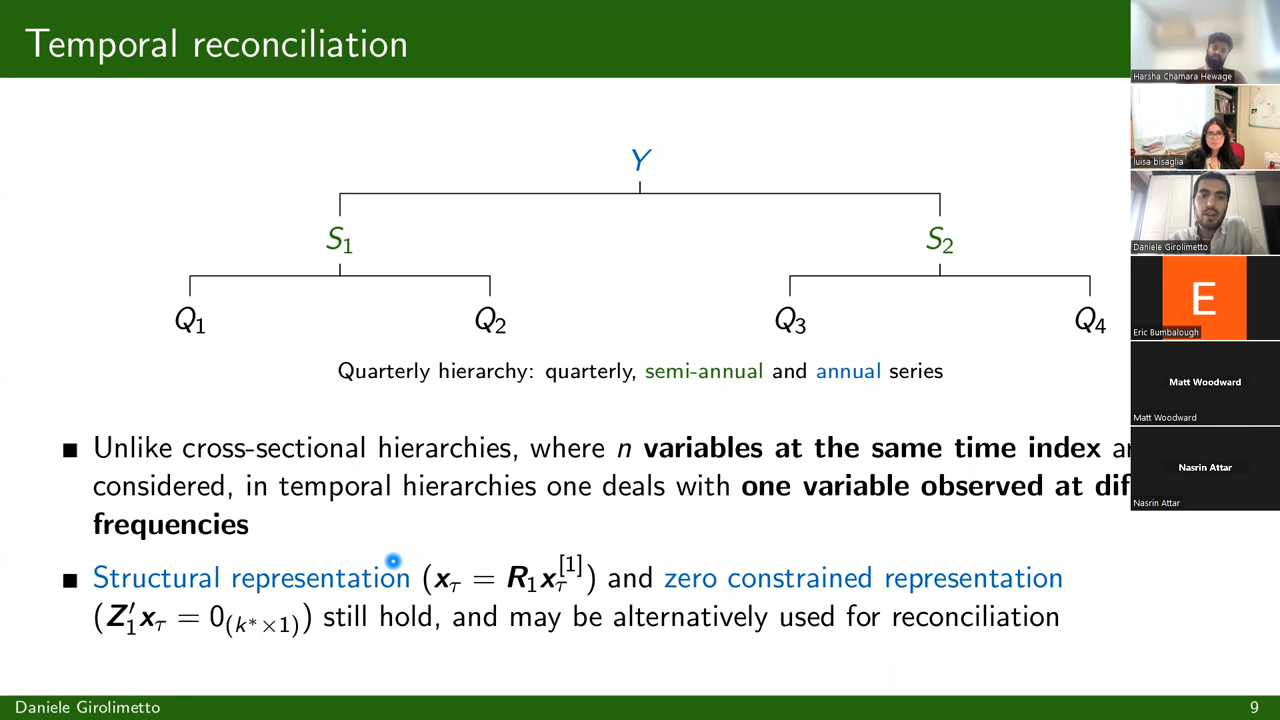 Temporal reconciliation
Y
S1 S2
Q1 Q2 Q3 Q4
Quarterly hierarchy: quarterly, semi-annual and annual series
■ Unlike cross-sectional hierarchies, where n variables at the same time index
considered, in temporal hierarchies one deals with one variable observed at
frequencies
■ Structural representation (xτ = R1xτ[1]) and zero constrained representation
(Z′1xτ = 0(k*×1)) still hold, and may be alternatively used for reconciliation
Daniele Girolimetto 9
Harsha Chamara Hewage
luisa bisaglia
Daniele Girolimetto
E
Eric Bumbalough
Matt Woodward
Matt Woodward
Nasrin Attar
Nasrin Attar